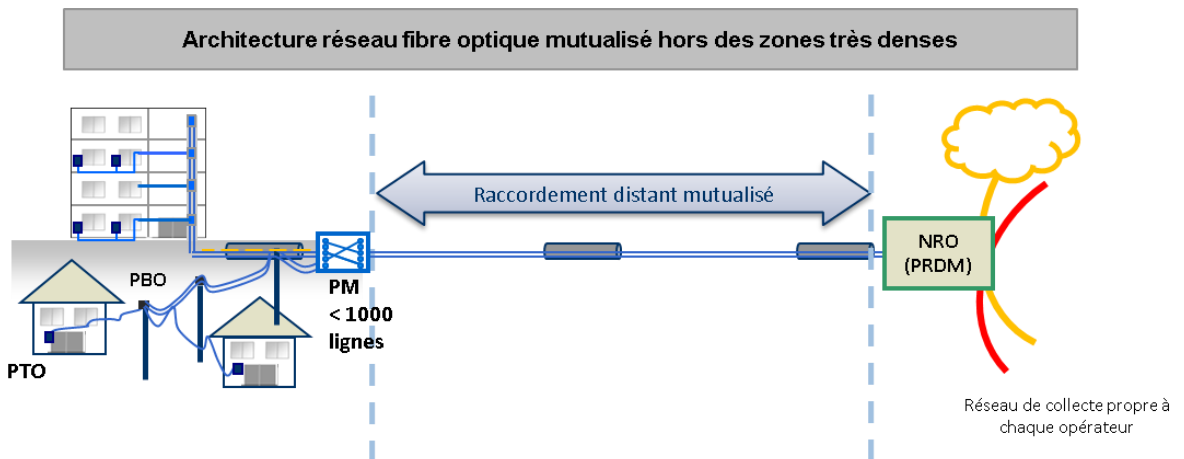 Architecture réseau fibre optique mutualisé hors des zones très denses
Raccordement distant mutualisé
NRO
(PRDM)
PBO
PM
< 1000
lignes
PTO
Réseau de collecte propre à
chaque opérateur